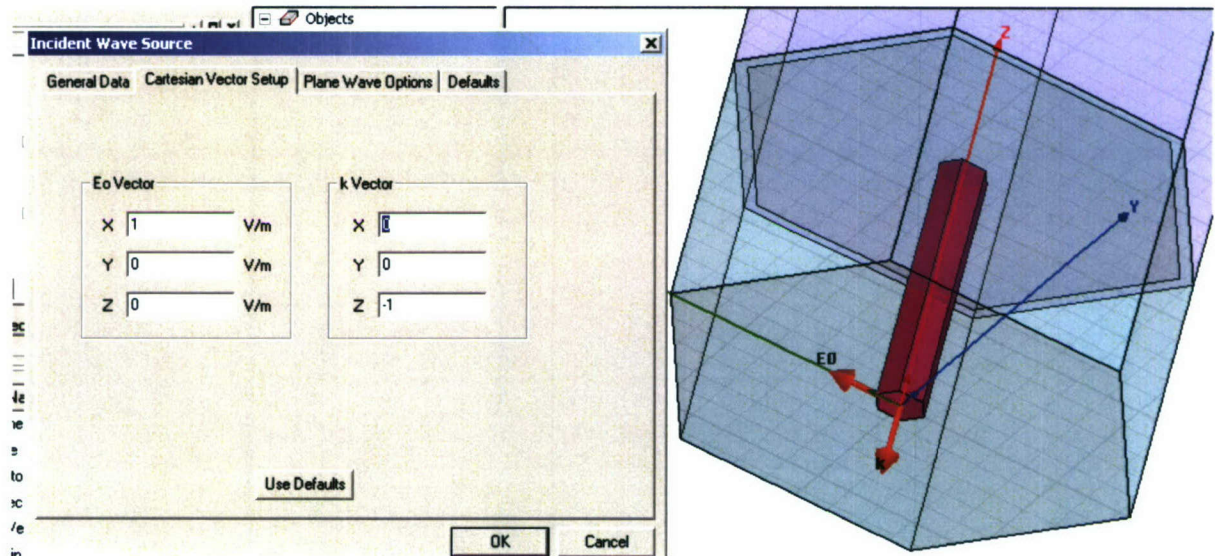 Objects
Incident Wave Source
General Data Cartesian Vector Setup Plane Wave Options Defaults
Eo Vector
X 1 V/m
Y 0 V/m
Z 0 V/m
k Vector
X 0
Y 0
Z -1
Use Defaults
OK Cancel
Z
Y
E0
k